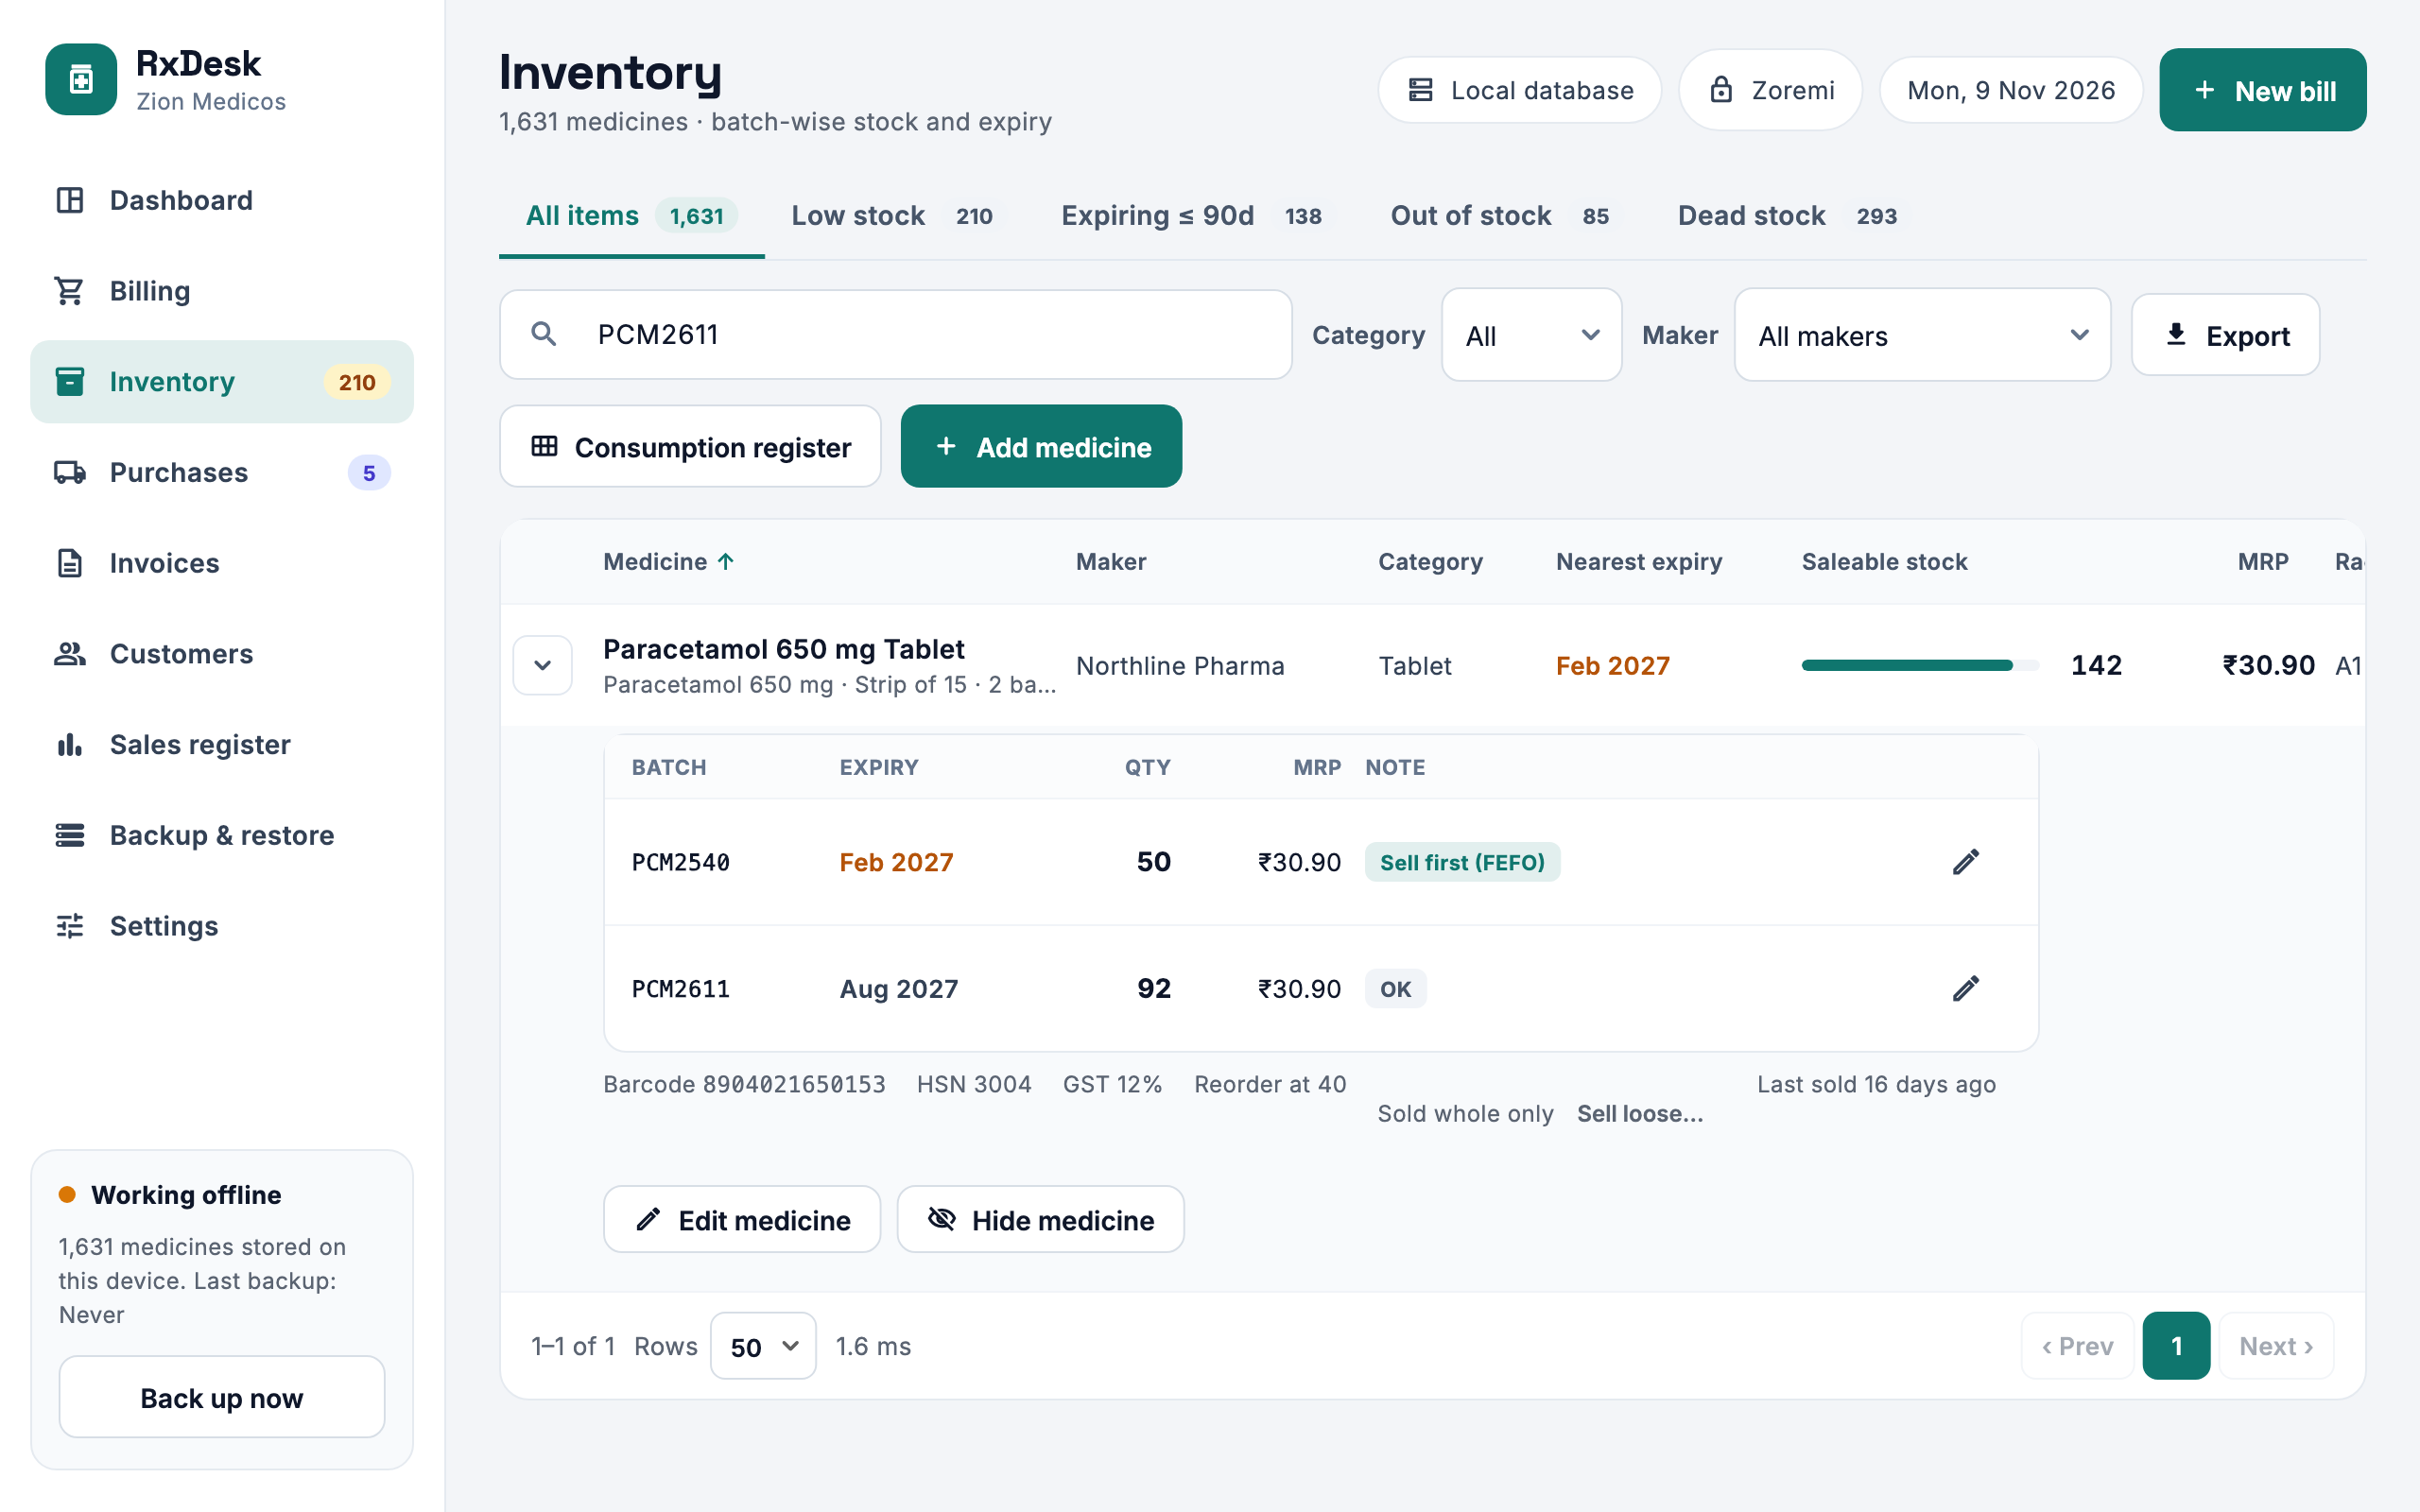 RxDesk
Zion Medicos
Dashboard
Billing
Inventory 210
Purchases 5
Invoices
Customers
Sales register
Backup & restore
Settings
Working offline
1,631 medicines stored on
this device. Last backup:
Never
Back up now
Inventory
1,631 medicines · batch-wise stock and expiry
Local database
Zoremi
Mon, 9 Nov 2026
+ New bill
All items 1,631 Low stock 210 Expiring ≤ 90d 138 Out of stock 85 Dead stock 293
PCM2611 Category All Maker All makers Export
Consumption register + Add medicine
Medicine ↑ Maker Category Nearest expiry Saleable stock MRP
Paracetamol 650 mg Tablet
Paracetamol 650 mg · Strip of 15 · 2 ba...
Northline Pharma Tablet Feb 2027 142 ₹30.90 A1
BATCH EXPIRY QTY MRP NOTE
PCM2540 Feb 2027 50 ₹30.90 Sell first (FEFO)
PCM2611 Aug 2027 92 ₹30.90 OK
Barcode 8904021650153 HSN 3004 GST 12% Reorder at 40 Last sold 16 days ago
Sold whole only Sell loose...
Edit medicine Hide medicine
1–1 of 1 Rows 50 1.6 ms ‹ Prev 1 Next ›